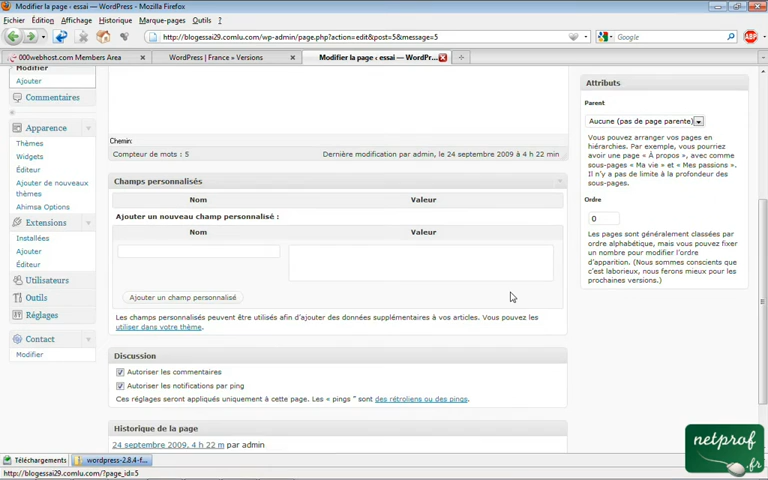 Modifier la page ‹ essai — WordPress - Mozilla Firefox
Fichier Édition Affichage Historique Marque-pages Outils ?
http://blogessai29.comlu.com/wp-admin/page.php?action=edit&post=5&message=5
Google
ABP
000webhost.com Members Area
WordPress | France » Versions
Modifier la page ‹ essai — WordPr...
Modifier
Ajouter
Commentaires
Apparence
Thèmes
Widgets
Éditeur
Ajouter de nouveaux
thèmes
Ahimsa Options
Extensions
Installées
Ajouter
Éditeur
Utilisateurs
Outils
Réglages
Contact
Modifier
Chemin:
Compteur de mots : 5
Dernière modification par admin, le 24 septembre 2009 à 4 h 22 min
Champs personnalisés
Nom Valeur
Ajouter un nouveau champ personnalisé :
Nom Valeur
Ajouter un champ personnalisé
Les champs personnalisés peuvent être utilisés afin d'ajouter des données supplémentaires à vos articles. Vous pouvez les
utiliser dans votre thème.
Discussion
Autoriser les commentaires
Autoriser les notifications par ping
Ces réglages seront appliqués uniquement à cette page. Les « pings " sont des rétroliens ou des pings.
Historique de la page
24 septembre 2009, 4 h 22 m par admin
Attributs
Parent
Aucune (pas de page parente)
Vous pouvez arranger vos pages en
hiérarchies. Par exemple, vous pourriez
avoir une page « À propos », avec comme
sous-pages « Ma vie » et « Mes passions ».
Il n'y a pas de limite à la profondeur des
sous-pages.
Ordre
0
Les pages sont généralement classées par
ordre alphabétique, mais vous pouvez fixer
un nombre pour modifier l'ordre
d'apparition. (Nous sommes conscients que
c'est laborieux, nous ferons mieux pour les
prochaines versions.)
netprof
.fr
Téléchargements
wordpress-2.8.4-f...
http://blogessai29.comlu.com/?page_id=5